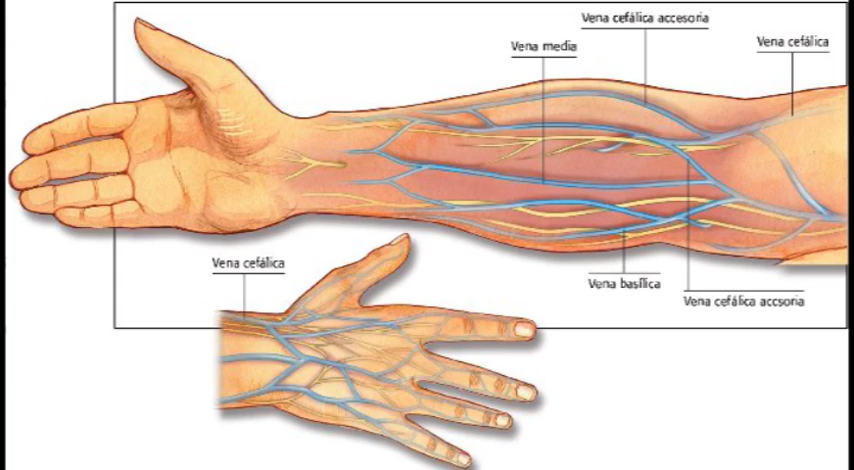 Vena cefálica accesoria
Vena media
Vena cefálica
Vena cefálica
Vena basílica
Vena cefálica accsoria